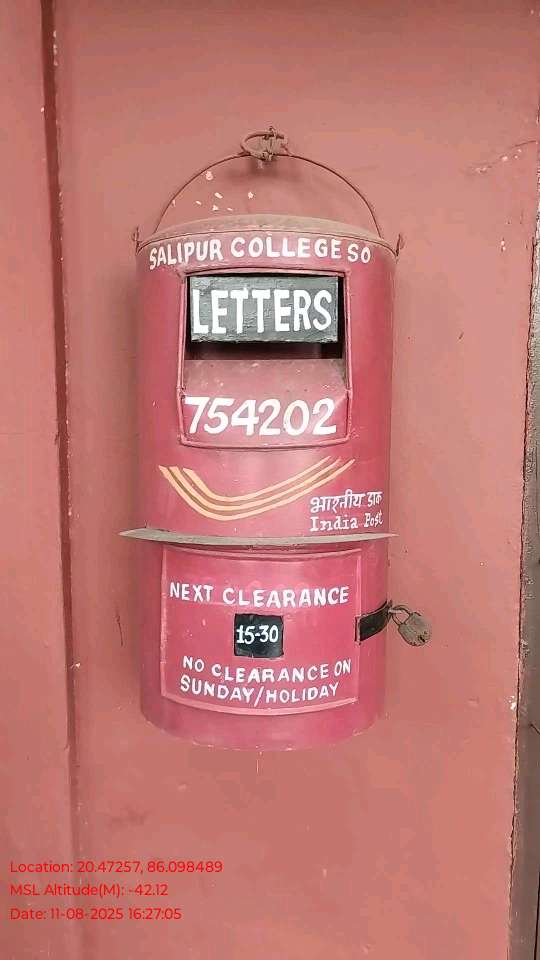 SALIPUR COLLEGE SO
LETTERS
754202
भारतीय डाक
India Post
NEXT CLEARANCE
15-30
NO CLEARANCE ON
SUNDAY/HOLIDAY
Location: 20.47257, 86.098489
MSL Altitude(M): -42.12
Date: 11-08-2025 16:27:05